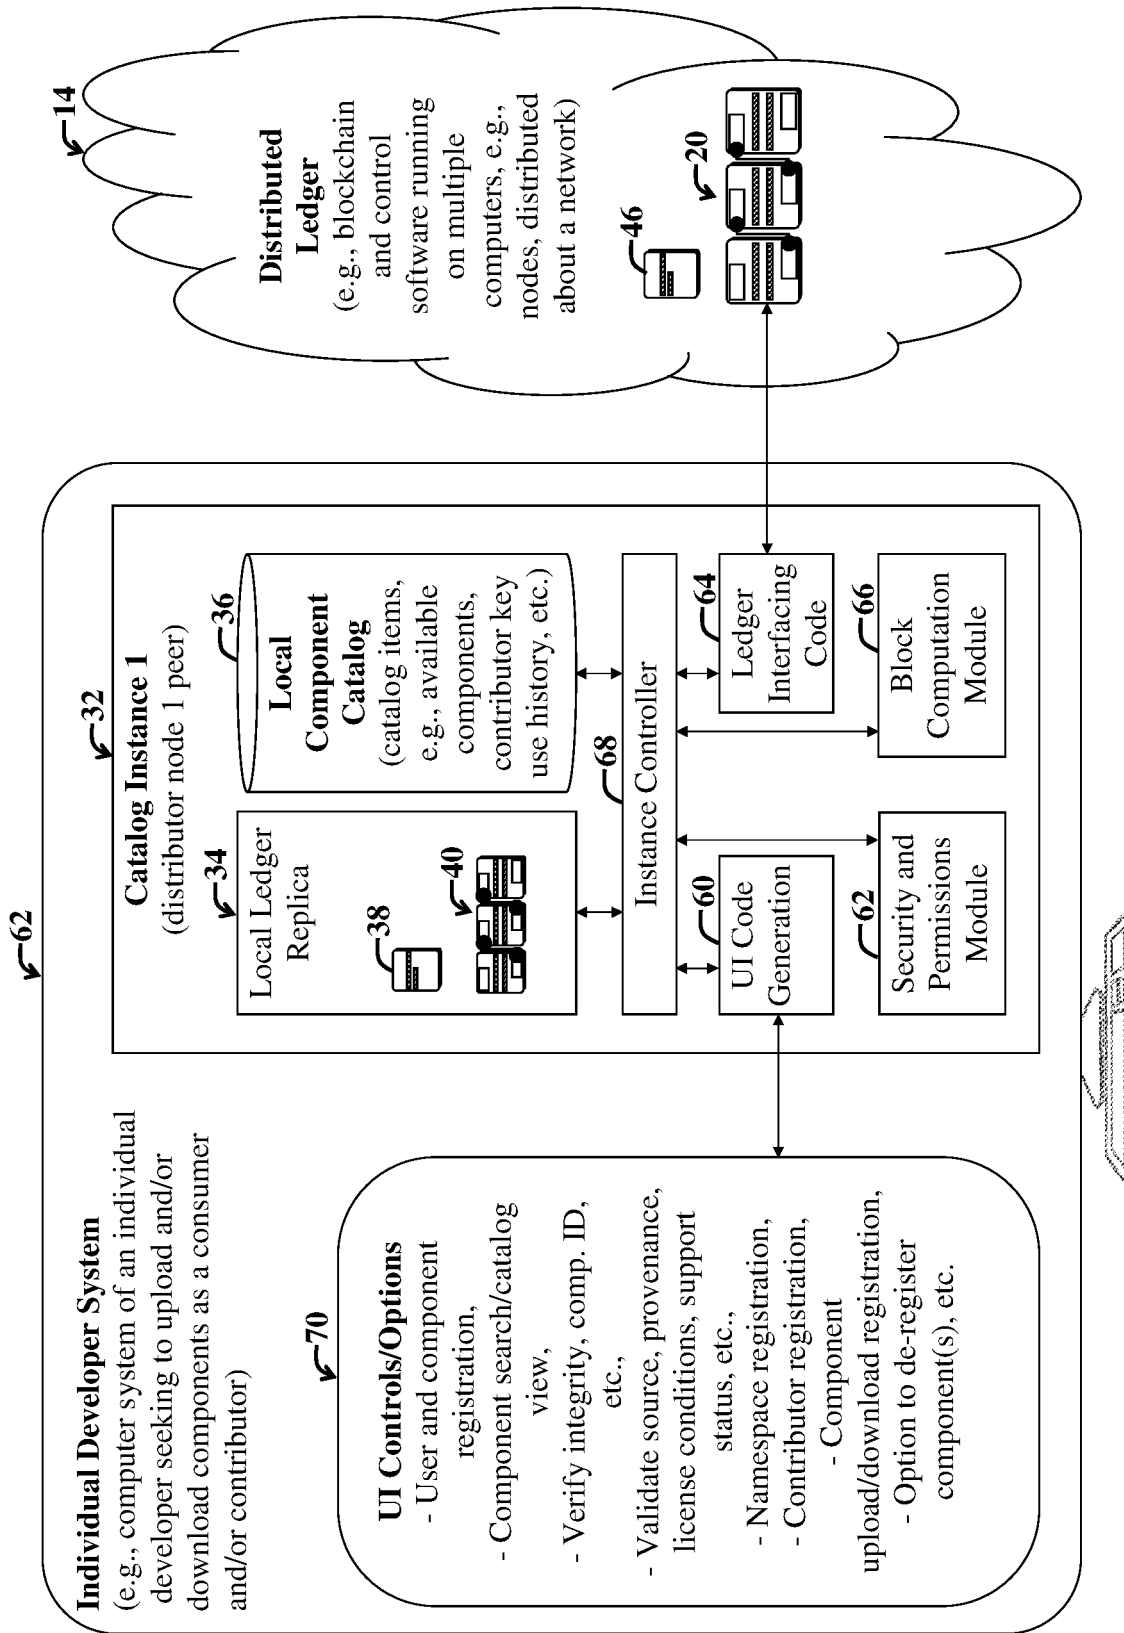 62
Individual Developer System
(e.g., computer system of an individual
developer seeking to upload and/or
download components as a consumer
and/or contributor)
70
UI Controls/Options
- User and component
registration,
- Component search/catalog
view,
- Verify integrity, comp. ID,
etc.,
- Validate source, provenance,
license conditions, support
status, etc.,
- Namespace registration,
- Contributor registration,
- Component
upload/download registration,
- Option to de-register
component(s), etc.
32
Catalog Instance 1
(distributor node 1 peer)
34
Local Ledger
Replica
38
40
36
Local
Component
Catalog
(catalog items,
e.g., available
components,
contributor key
use history, etc.)
68
Instance Controller
60
UI Code
Generation
64
Ledger
Interfacing
Code
62
Security and
Permissions
Module
66
Block
Computation
Module
14
Distributed
Ledger
(e.g., blockchain
and control
software running
on multiple
computers, e.g.,
nodes, distributed
about a network)
46
20